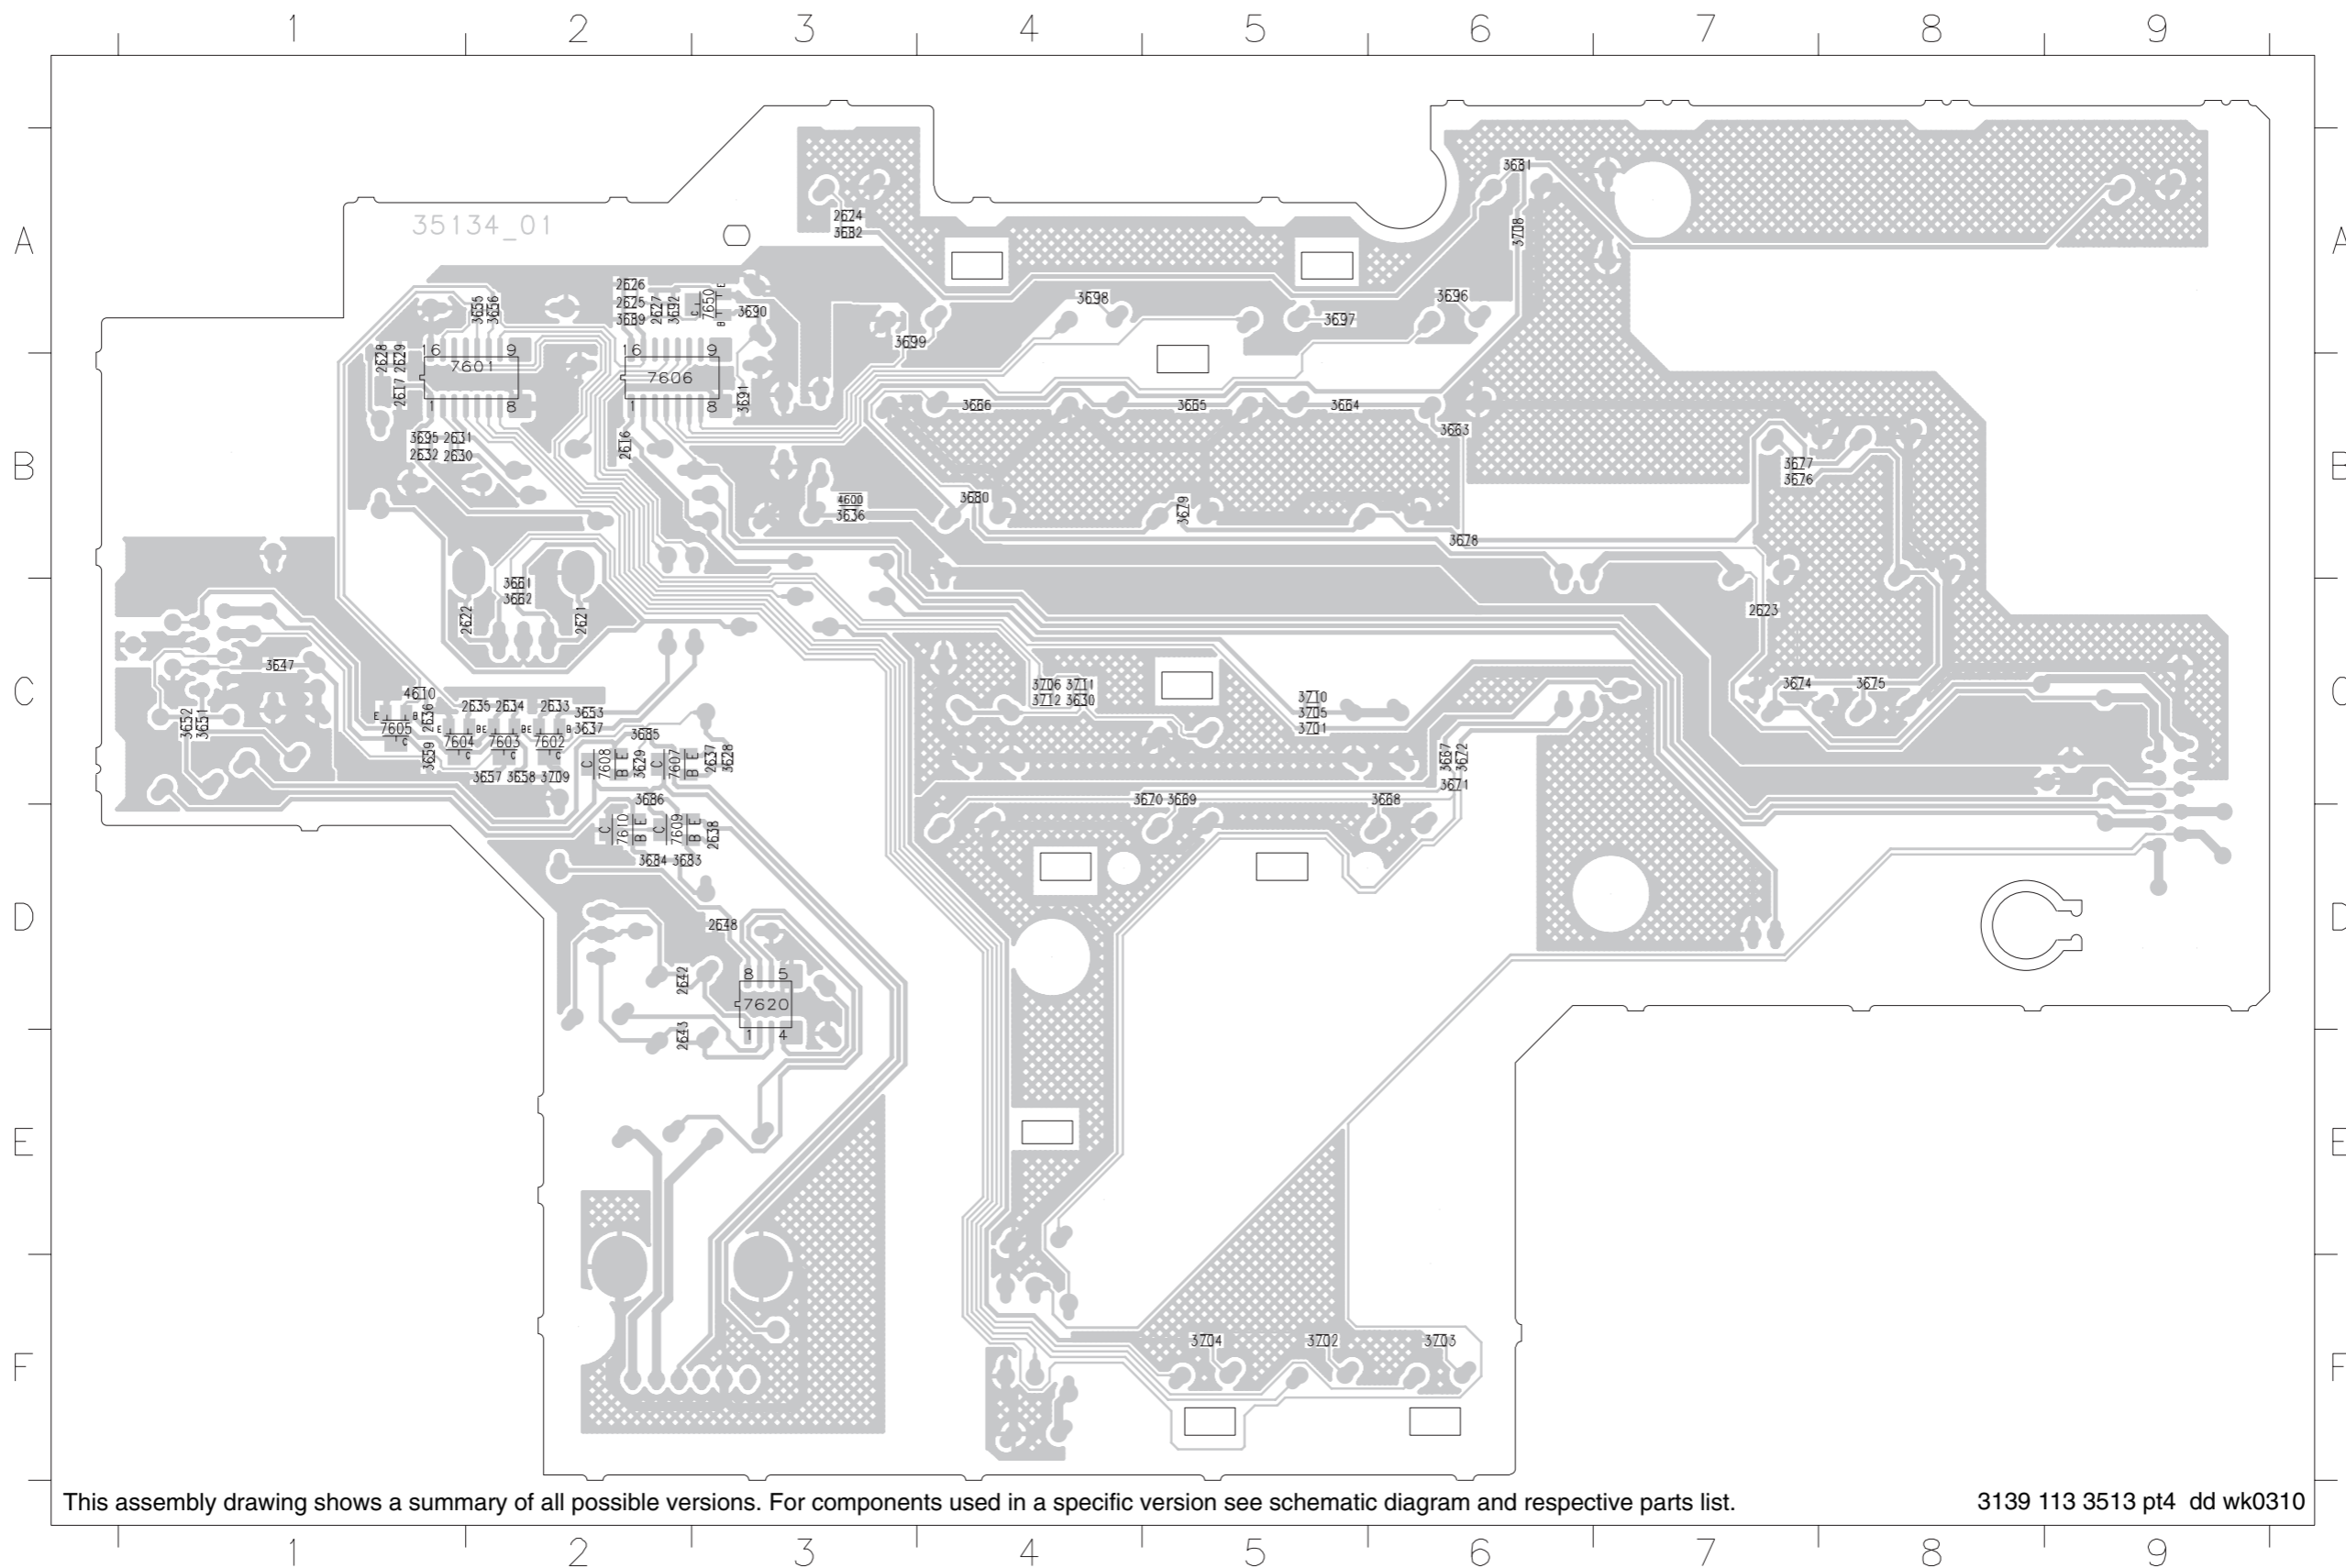 1 2 3 4 5 6 7 8 9
3681
2624
A 35134_01 3682 3708 A
2626
2625 2627 3692 C 7650 E B
3655 3656 3689 3690 3698 3696
3697
3699
2628 2629 16 9 16 9
7601 7606
2617 1 8 1 8 3691
3666 3665 3664
3663
3695 2631 2616
2632 2630
B 3677 B
3676
4600 3680 3679
3636
3678
3661
3662
2622 2621 2623
3647
C 3706 3711 3674 3675 C
4610 3712 3630 3710
2635 2634 2633 3653 3705
3652 3651 E B 2636 E B E B E B 3637 3701
7605 7604 7603 7602 3685
C C C C
3659 C 7608 B E 3629 C 7607 B E 2637 3628 3667 3672
3657 3658 3709 3671
3686 3670 3669 3668
C 7610 B E C 7609 B E 2638
3684 3683
D 2648 D
2642 8 5
7620
2643 1 4
E E
3704 3702 3703
F F
This assembly drawing shows a summary of all possible versions. For components used in a specific version see schematic diagram and respective parts list.
3139 113 3513 pt4 dd wk0310
1 2 3 4 5 6 7 8 9